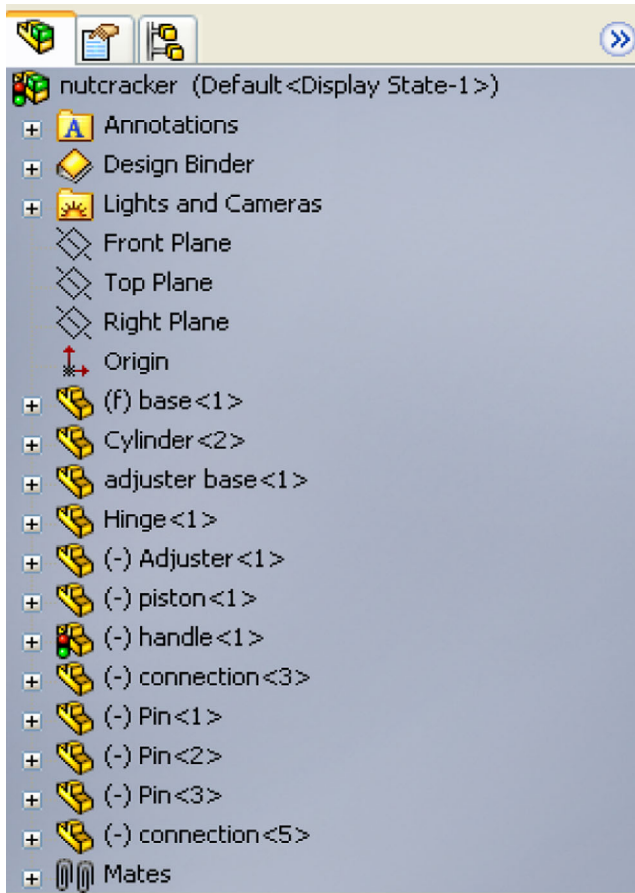 nutcracker (Default<Display State-1>)
Annotations
Design Binder
Lights and Cameras
Front Plane
Top Plane
Right Plane
Origin
(f) base<1>
Cylinder<2>
adjuster base<1>
Hinge<1>
(-) Adjuster<1>
(-) piston<1>
(-) handle<1>
(-) connection<3>
(-) Pin<1>
(-) Pin<2>
(-) Pin<3>
(-) connection<5>
Mates